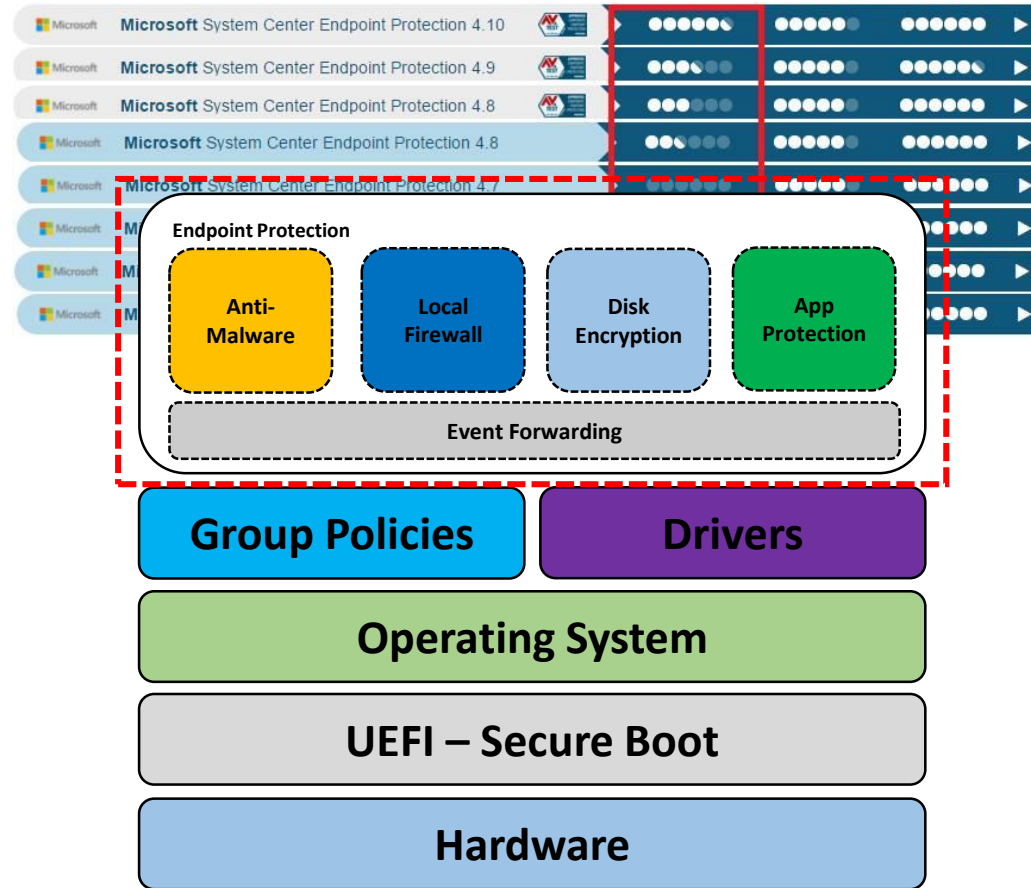 Microsoft Microsoft System Center Endpoint Protection 4.10
Microsoft Microsoft System Center Endpoint Protection 4.9
Microsoft Microsoft System Center Endpoint Protection 4.8
Microsoft Microsoft System Center Endpoint Protection 4.8
Microsoft Microsoft System Center Endpoint Protection 4.7
Microsoft M
Microsoft Mi
Microsoft M
Endpoint Protection
Anti-
Malware
Local
Firewall
Disk
Encryption
App
Protection
Event Forwarding
Group Policies
Drivers
Operating System
UEFI – Secure Boot
Hardware